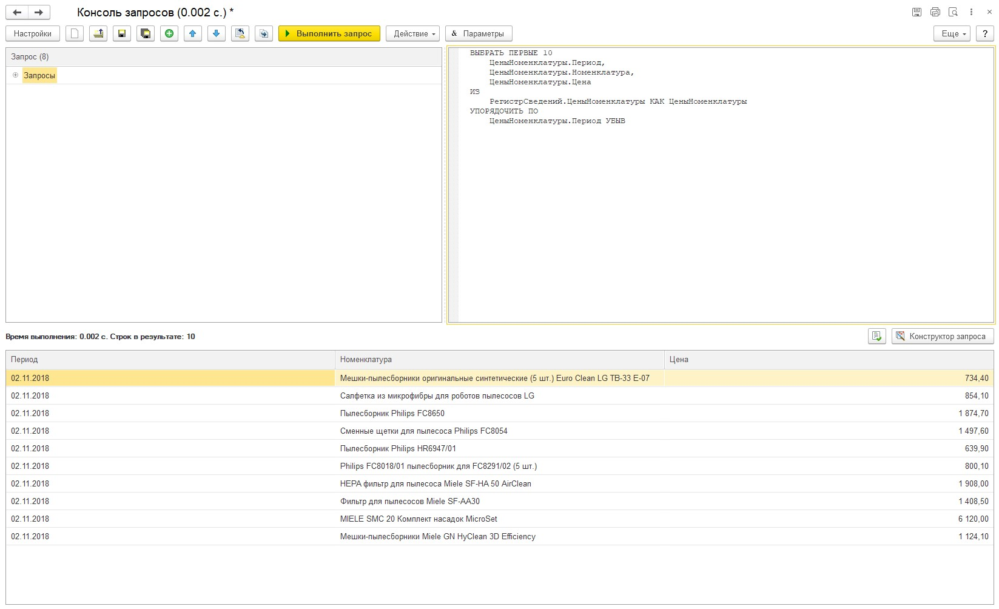 Консоль запросов (0.002 с.) *
Настройки Выполнить запрос Действие & Параметры Еще ?
Запрос (8)
Запросы
ВЫБРАТЬ ПЕРВЫЕ 10
ЦеныНоменклатуры.Период,
ЦеныНоменклатуры.Номенклатура,
ЦеныНоменклатуры.Цена
ИЗ
РегистрСведений.ЦеныНоменклатуры КАК ЦеныНоменклатуры
УПОРЯДОЧИТЬ ПО
ЦеныНоменклатуры.Период УБЫВ
Время выполнения: 0.002 с. Строк в результате: 10 Конструктор запроса
Период Номенклатура Цена
02.11.2018 Мешки-пылесборники оригинальные синтетические (5 шт.) Euro Clean LG TB-33 E-07 734,40
02.11.2018 Салфетка из микрофибры для роботов пылесосов LG 854,10
02.11.2018 Пылесборник Philips FC8650 1 874,70
02.11.2018 Сменные щетки для пылесоса Philips FC8054 1 497,60
02.11.2018 Пылесборник Philips HR6947/01 639,90
02.11.2018 Philips FC8018/01 пылесборник для FC8291/02 (5 шт.) 800,10
02.11.2018 HEPA фильтр для пылесоса Miele SF-HA 50 AirClean 1 908,00
02.11.2018 Фильтр для пылесосов Miele SF-AA30 1 408,50
02.11.2018 MIELE SMC 20 Комплект насадок MicroSet 6 120,00
02.11.2018 Мешки-пылесборники Miele GN HyClean 3D Efficiency 1 124,10